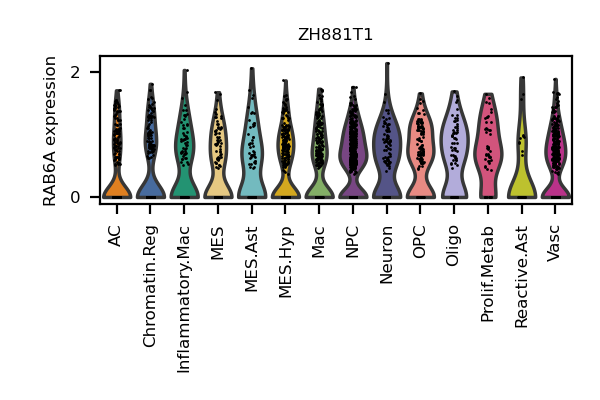 ZH881T1
RAB6A expression
2
0
AC
Chromatin.Reg
Inflammatory.Mac
MES
MES.Ast
MES.Hyp
Mac
NPC
Neuron
OPC
Oligo
Prolif.Metab
Reactive.Ast
Vasc